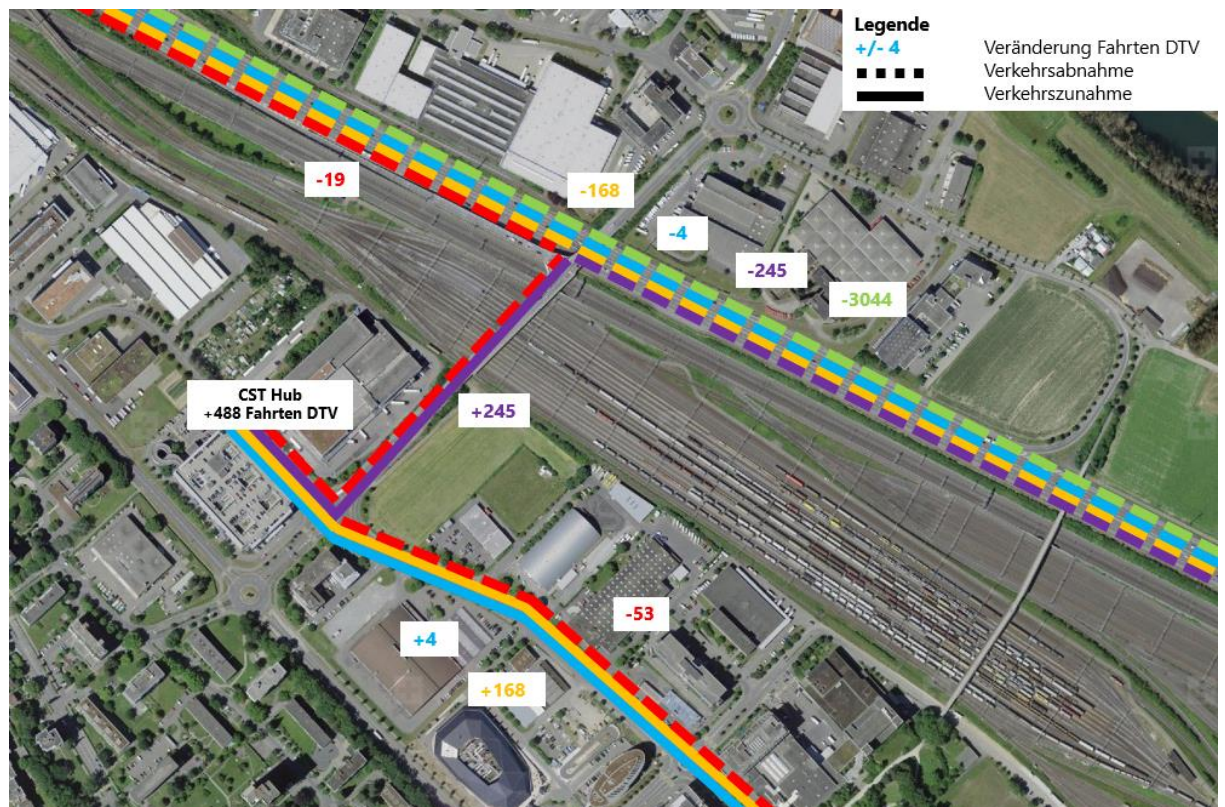 Legende
+/- 4 Veränderung Fahrten DTV
Verkehrsabnahme
Verkehrszunahme
-19
-168
-4
-245
-3044
CST Hub
+488 Fahrten DTV
+245
-53
+4
+168